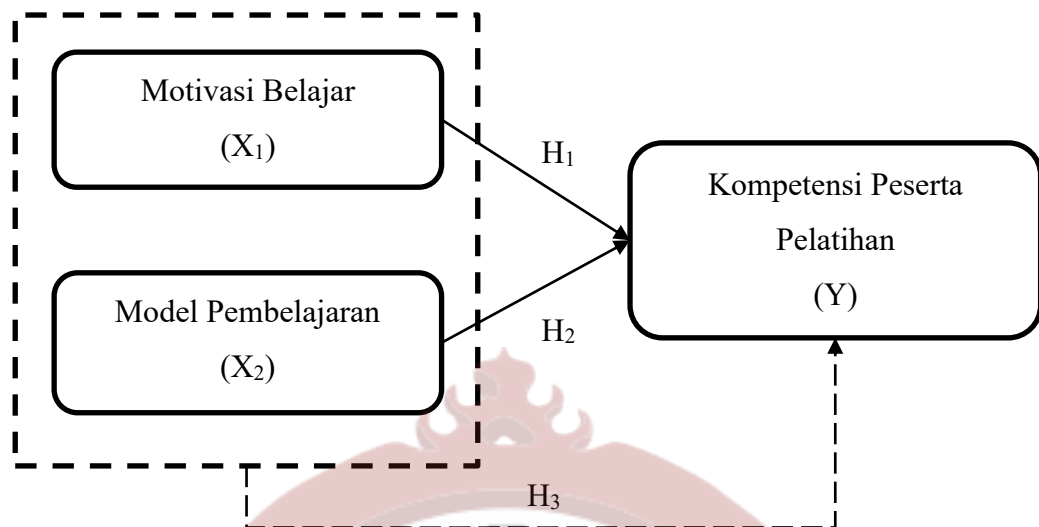 Motivasi Belajar
(X₁)
H₁
Kompetensi Peserta
Pelatihan
(Y)
Model Pembelajaran
(X₂)
H₂
H₃